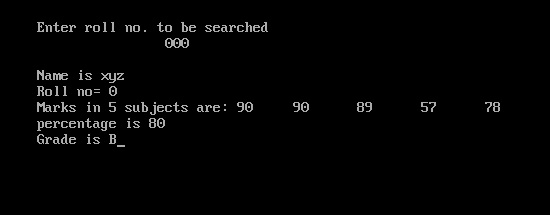 Enter roll no. to be searched
000
Name is xyz
Roll no= 0
Marks in 5 subjects are: 90 90 89 57 78
percentage is 80
Grade is B_